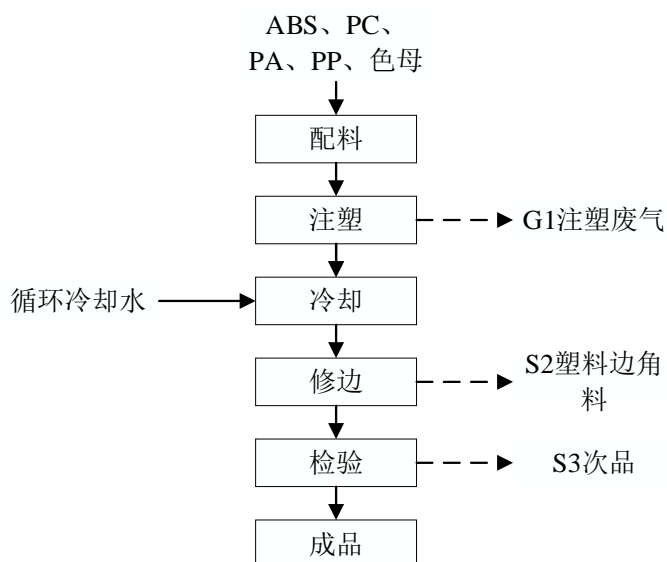 ABS、PC、
PA、PP、色母
配料
注塑
G1注塑废气
循环冷却水
冷却
修边
S2塑料边角
料
检验
S3次品
成品